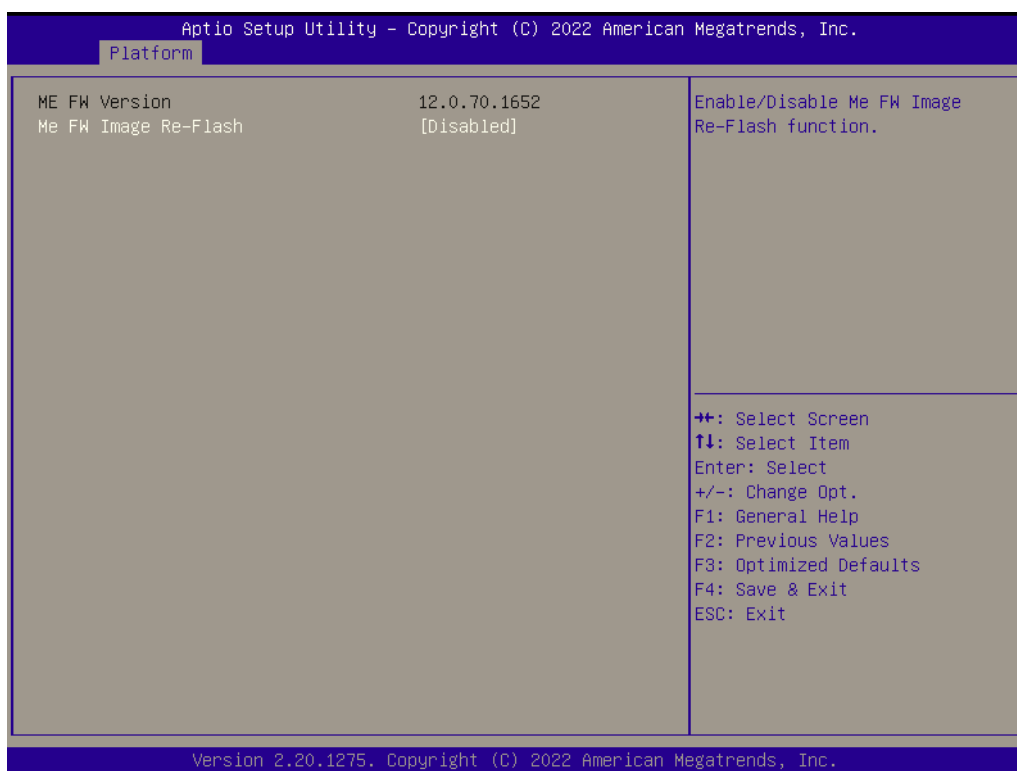 Aptio Setup Utility – Copyright (C) 2022 American Megatrends, Inc.
Platform
ME FW Version 12.0.70.1652
Me FW Image Re-Flash [Disabled]
Enable/Disable Me FW Image
Re-Flash function.
→←: Select Screen
↑↓: Select Item
Enter: Select
+/-: Change Opt.
F1: General Help
F2: Previous Values
F3: Optimized Defaults
F4: Save & Exit
ESC: Exit
Version 2.20.1275. Copyright (C) 2022 American Megatrends, Inc.